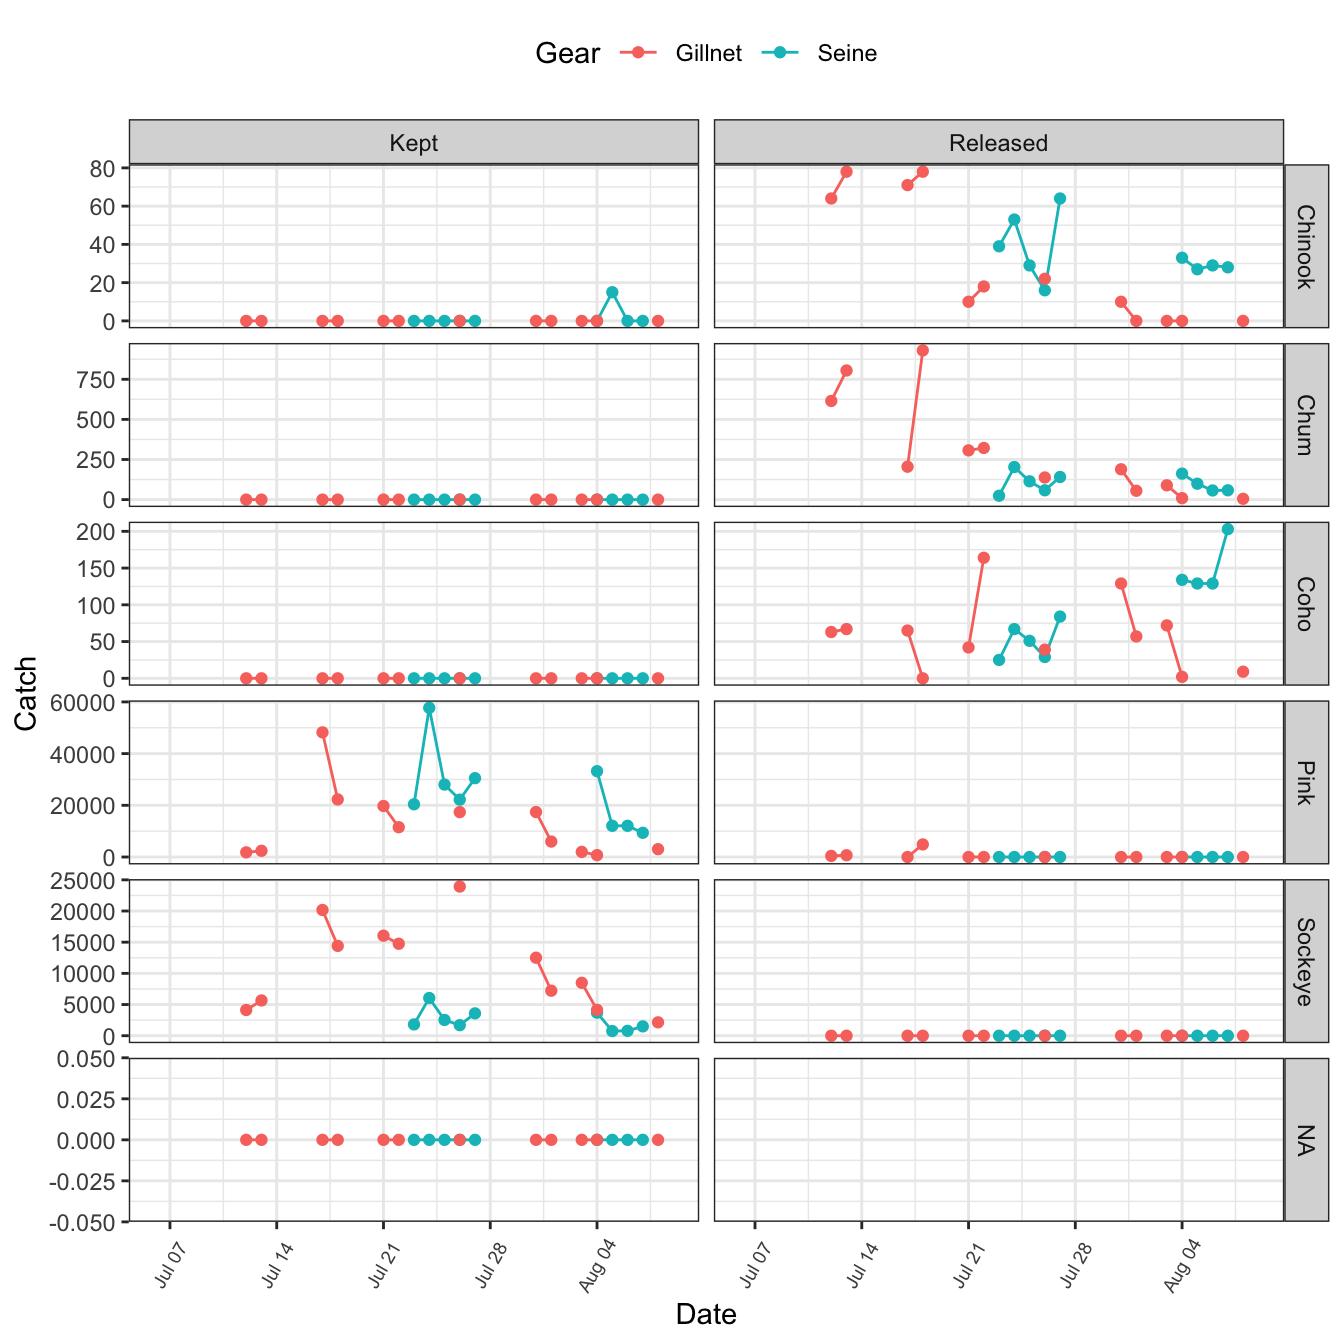 Gear Gillnet Seine
Kept Released
Chinook
80
60
40
20
0
Chum
750
500
250
0
Coho
200
150
100
50
0
Catch
Pink
60000
40000
20000
0
Sockeye
25000
20000
15000
10000
5000
0
NA
0.050
0.025
0.000
-0.025
-0.050
Jul 07 Jul 14 Jul 21 Jul 28 Aug 04 Jul 07 Jul 14 Jul 21 Jul 28 Aug 04
Date